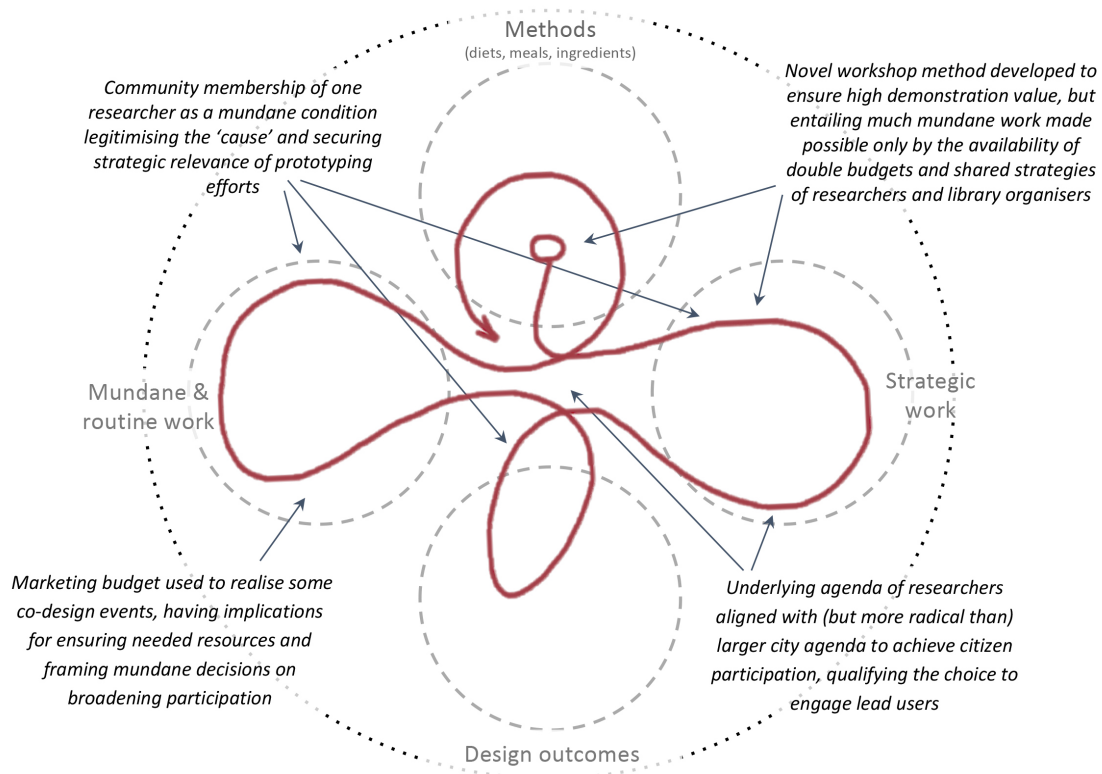 Methods
(diets, meals, ingredients)
Community membership of one
researcher as a mundane condition
legitimising the ‘cause’ and securing
strategic relevance of prototyping
efforts
Novel workshop method developed to
ensure high demonstration value, but
entailing much mundane work made
possible only by the availability of
double budgets and shared strategies
of researchers and library organisers
Mundane &
routine work
Strategic
work
Marketing budget used to realise some
co-design events, having implications
for ensuring needed resources and
framing mundane decisions on
broadening participation
Underlying agenda of researchers
aligned with (but more radical than)
larger city agenda to achieve citizen
participation, qualifying the choice to
engage lead users
Design outcomes